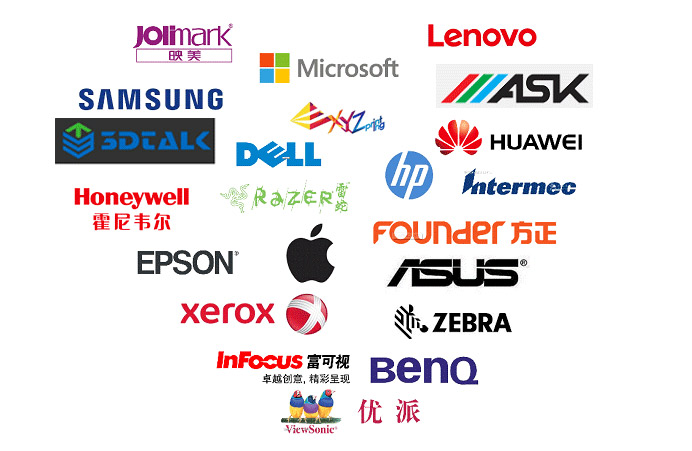 Jolimark®
映美
Lenovo
Microsoft
ASK
SAMSUNG
XYZprinting
3DTALK
DELL
HUAWEI
hp
Intermec
Honeywell
霍尼韦尔
RAZER 雷蛇
FOUNDER 方正
EPSON®
ASUS®
xerox
ZEBRA
InFocus 富可视
卓越创意，精彩呈现
BenQ
ViewSonic® 优派